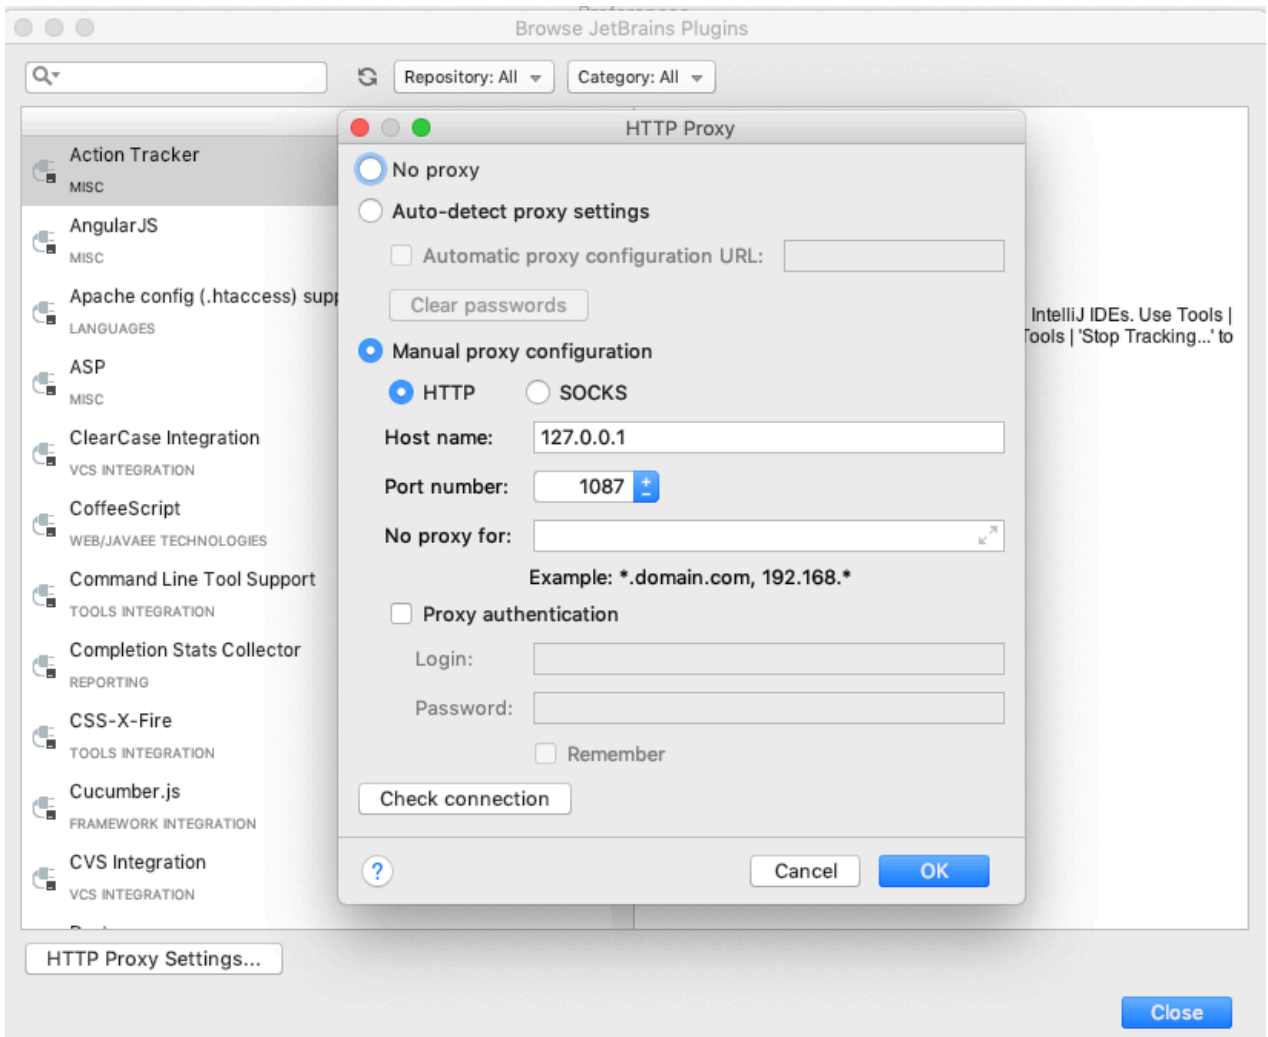 Browse JetBrains Plugins
Repository: All
Category: All
Action Tracker
MISC
AngularJS
MISC
Apache config (.htaccess) supp
LANGUAGES
ASP
MISC
ClearCase Integration
VCS INTEGRATION
CoffeeScript
WEB/JAVAEE TECHNOLOGIES
Command Line Tool Support
TOOLS INTEGRATION
Completion Stats Collector
REPORTING
CSS-X-Fire
TOOLS INTEGRATION
Cucumber.js
FRAMEWORK INTEGRATION
CVS Integration
VCS INTEGRATION
HTTP Proxy
No proxy
Auto-detect proxy settings
Automatic proxy configuration URL:
Clear passwords
Manual proxy configuration
HTTP
SOCKS
Host name: 127.0.0.1
Port number: 1087
No proxy for:
Example: *.domain.com, 192.168.*
Proxy authentication
Login:
Password:
Remember
Check connection
? Cancel OK
IntelliJ IDEs. Use Tools |
Tools | 'Stop Tracking...' to
HTTP Proxy Settings...
Close